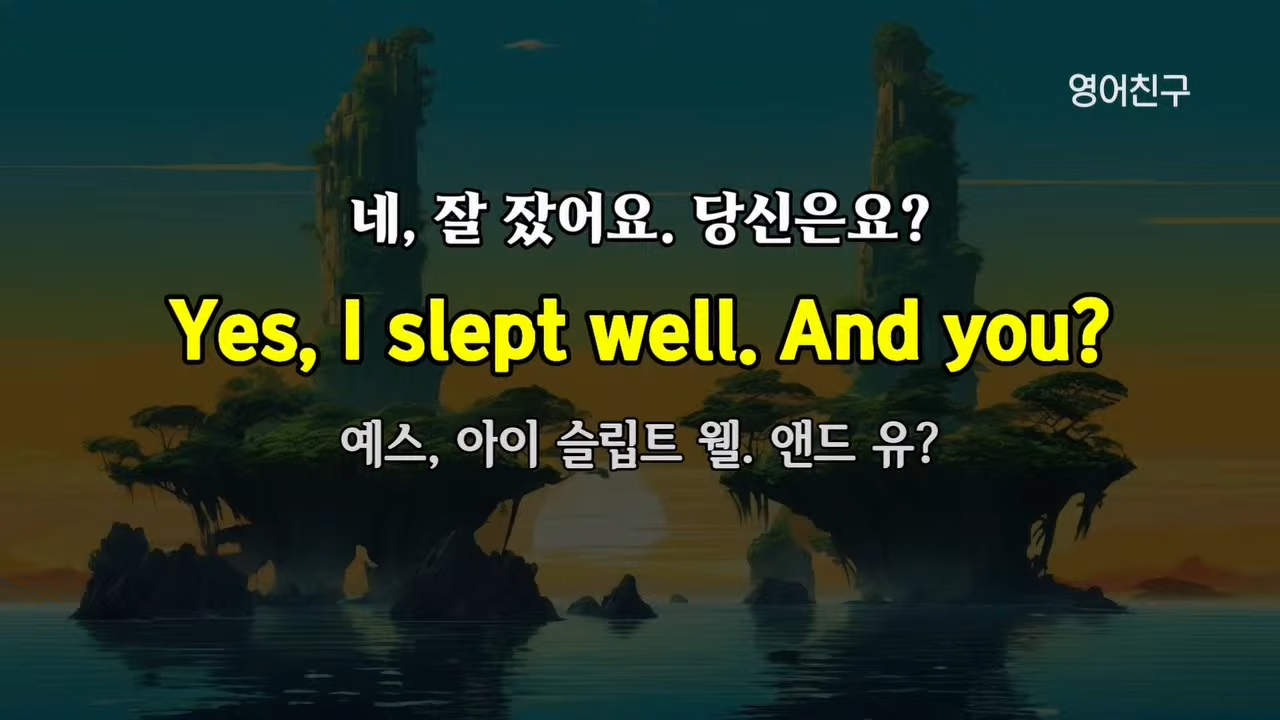 영어친구
네, 잘 잤어요. 당신은요?
Yes, I slept well. And you?
예스, 아이 슬립트 웰. 앤드 유?